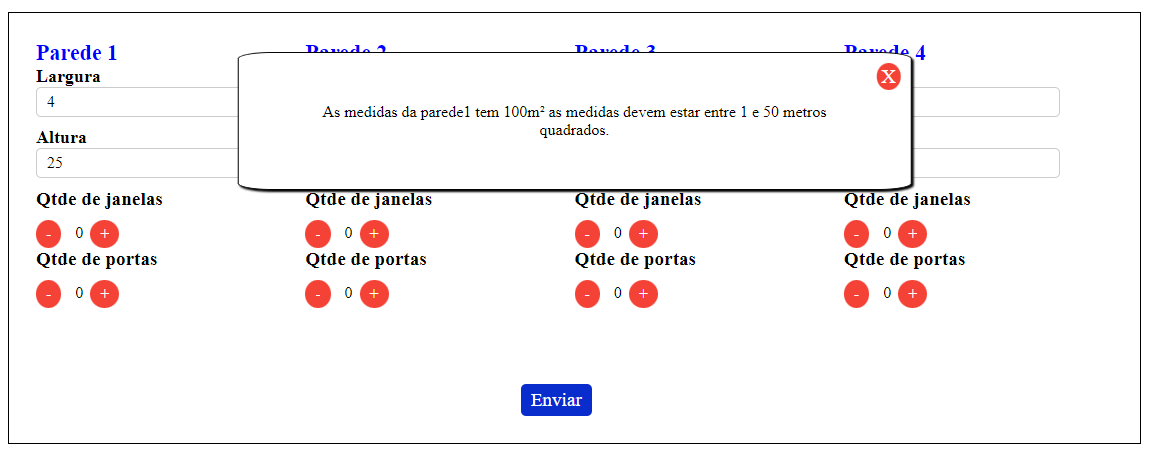 Parede 1
Parede 2
Parede 3
Parede 4
X
As medidas da parede1 tem 100m² as medidas devem estar entre 1 e 50 metros
quadrados.
Largura
4
Altura
25
Qtde de janelas Qtde de janelas Qtde de janelas Qtde de janelas
- 0 + - 0 + - 0 + - 0 +
Qtde de portas Qtde de portas Qtde de portas Qtde de portas
- 0 + - 0 + - 0 + - 0 +
Enviar